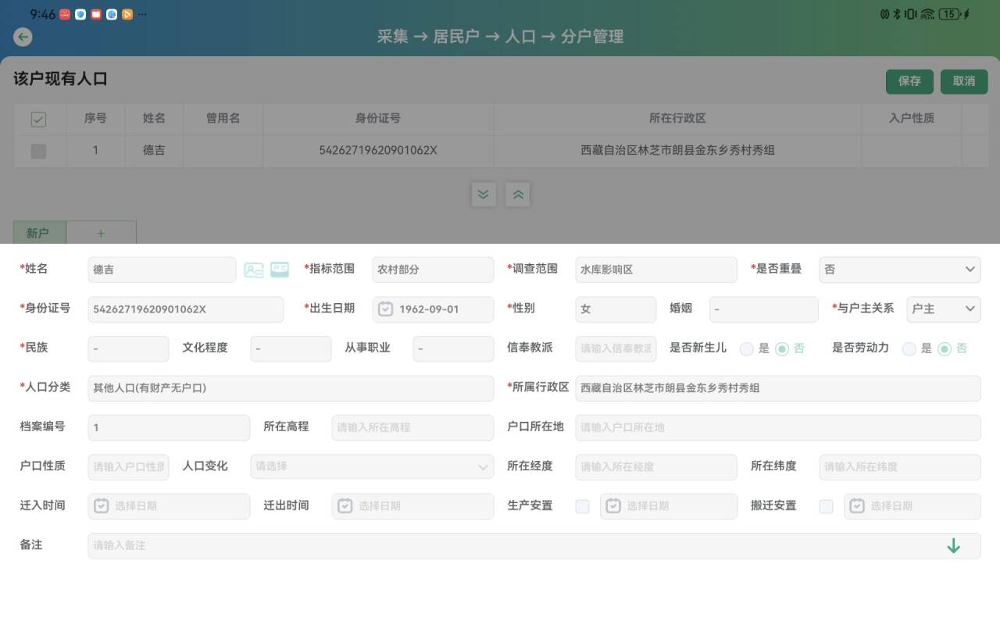 9:46 ··· 15
采集 → 居民户 → 人口 → 分户管理
该户现有人口 保存 取消
序号 姓名 曾用名 身份证号 所在行政区 入户性质
1 德吉 54262719620901062X 西藏自治区林芝市朗县金东乡秀村秀组
新户 +
*姓名 德吉 *指标范围 农村部分 *调查范围 水库影响区 *是否重叠 否
*身份证号 54262719620901062X *出生日期 1962-09-01 *性别 女 婚姻 - *与户主关系 户主
*民族 - 文化程度 - 从事职业 - 信奉教派 请输入信奉教派 是否新生儿 是 否 是否劳动力 是 否
*人口分类 其他人口(有财产无户口) *所属行政区 西藏自治区林芝市朗县金东乡秀村秀组
档案编号 1 所在高程 请输入所在高程 户口所在地 请输入户口所在地
户口性质 请输入户口性质 人口变化 请选择 所在经度 请输入所在经度 所在纬度 请输入所在纬度
迁入时间 选择日期 迁出时间 选择日期 生产安置 选择日期 搬迁安置 选择日期
备注 请输入备注